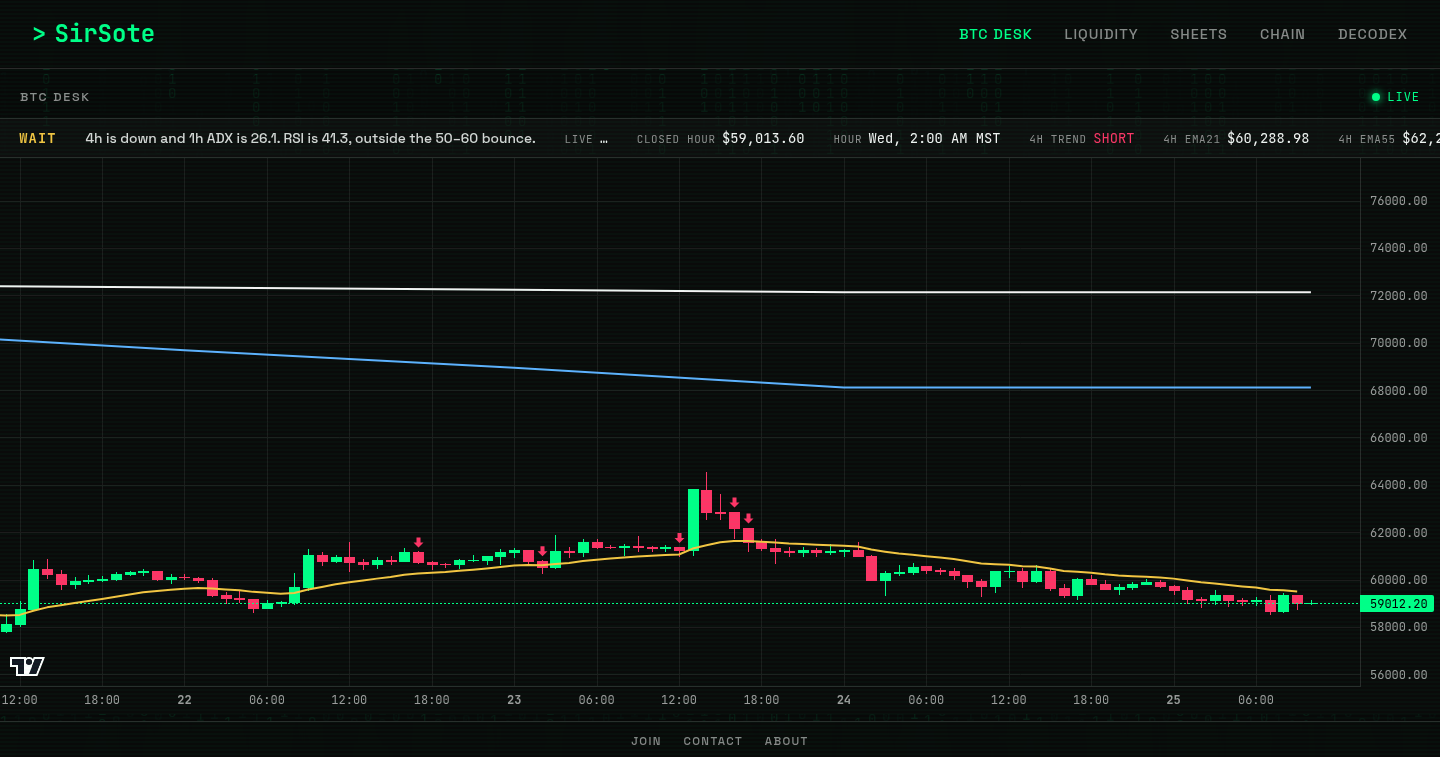 > SirSote
BTC DESK LIQUIDITY SHEETS CHAIN DECODEX
BTC DESK
LIVE
WAIT 4h is down and 1h ADX is 26.1. RSI is 41.3, outside the 50–60 bounce. LIVE … CLOSED HOUR $59,013.60 HOUR Wed, 2:00 AM MST 4H TREND SHORT 4H EMA21 $60,288.98 4H EMA55 $62,2
76000.00
74000.00
72000.00
70000.00
68000.00
66000.00
64000.00
62000.00
60000.00
59012.20
58000.00
56000.00
12:00 18:00 22 06:00 12:00 18:00 23 06:00 12:00 18:00 24 06:00 12:00 18:00 25 06:00
JOIN CONTACT ABOUT